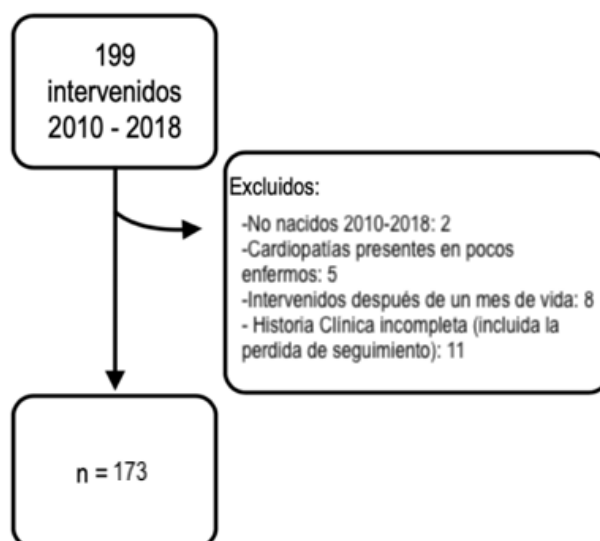 199
intervenidos
2010 - 2018
Excluidos:
-No nacidos 2010-2018: 2
-Cardiopatías presentes en pocos
enfermos: 5
-Intervenidos después de un mes de vida: 8
- Historia Clínica incompleta (incluida la
perdida de seguimiento): 11
n = 173